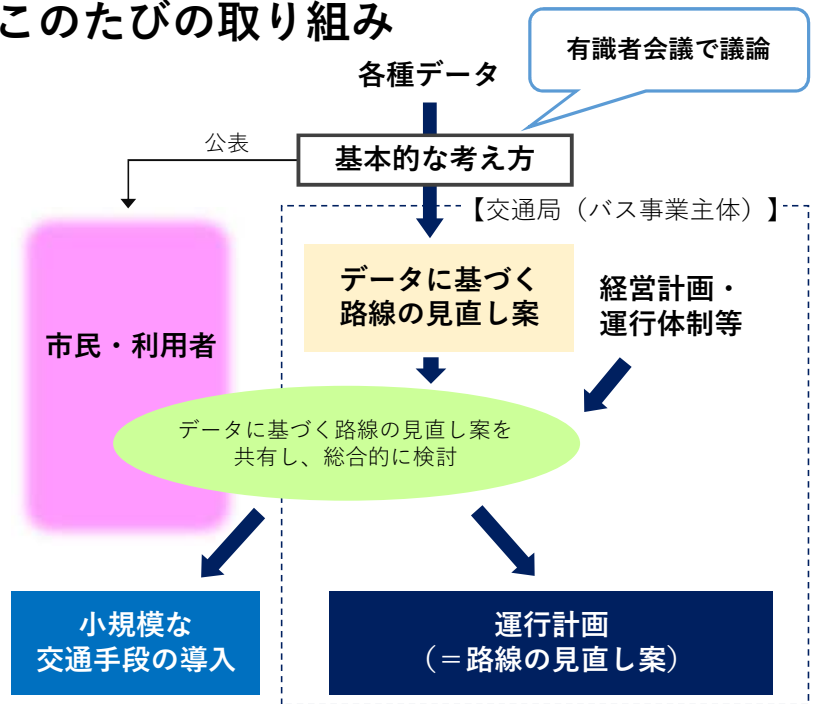 このたびの取り組み
有識者会議で議論
各種データ
公表
基本的な考え方
【交通局（バス事業主体）】
データに基づく
路線の見直し案
経営計画・
運行体制等
市民・利用者
データに基づく路線の見直し案を
共有し、総合的に検討
小規模な
交通手段の導入
運行計画
（＝路線の見直し案）